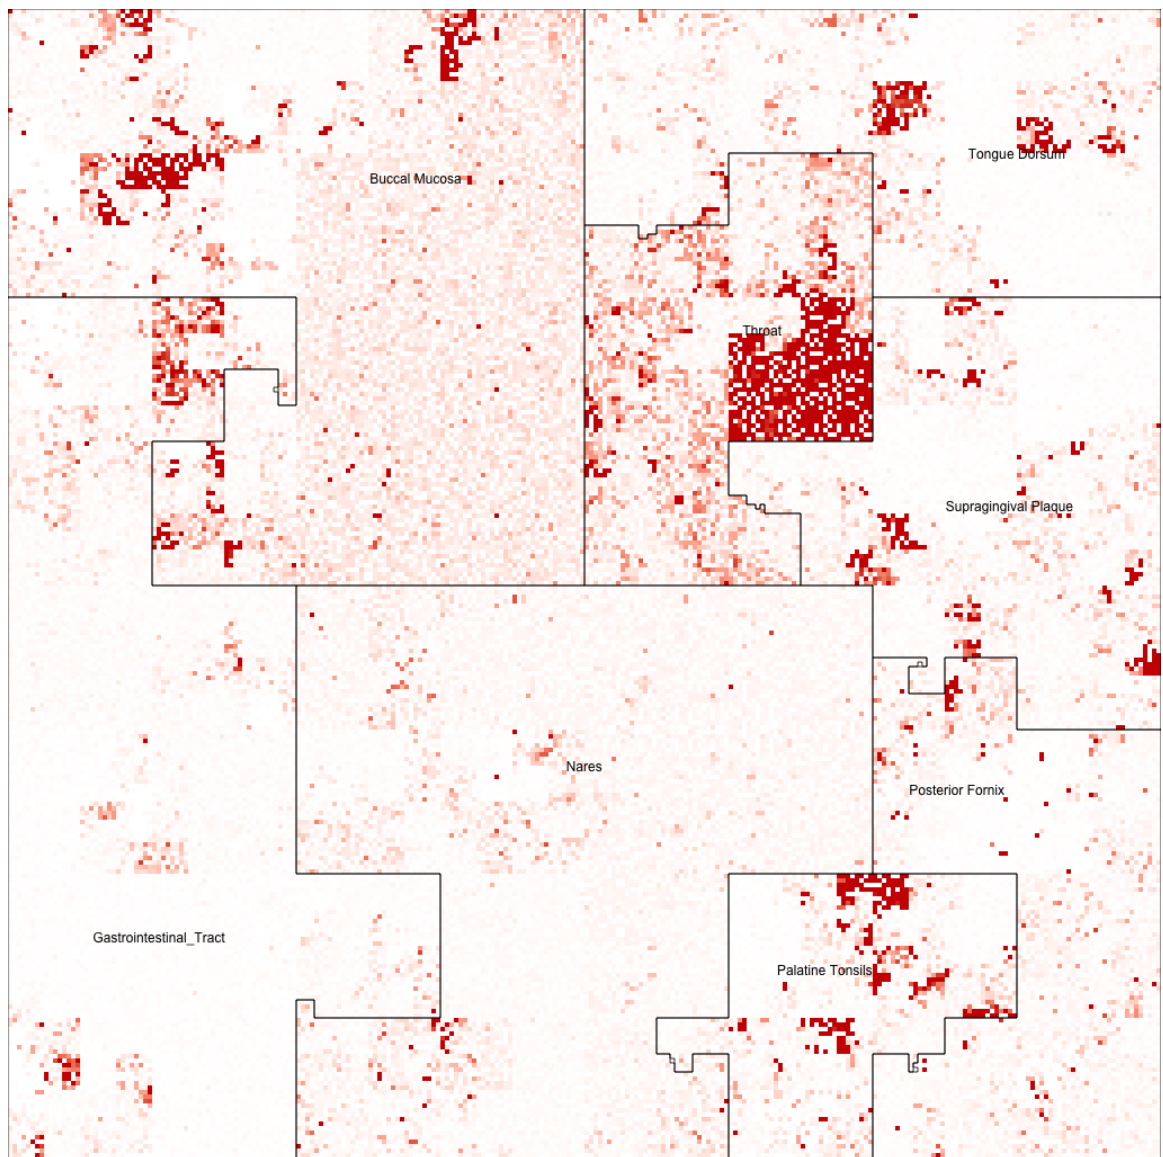 Tongue Dorsum
Buccal Mucosa
Throat
Supragingival Plaque
Nares
Posterior Fornix
Gastrointestinal_Tract
Palatine Tonsils